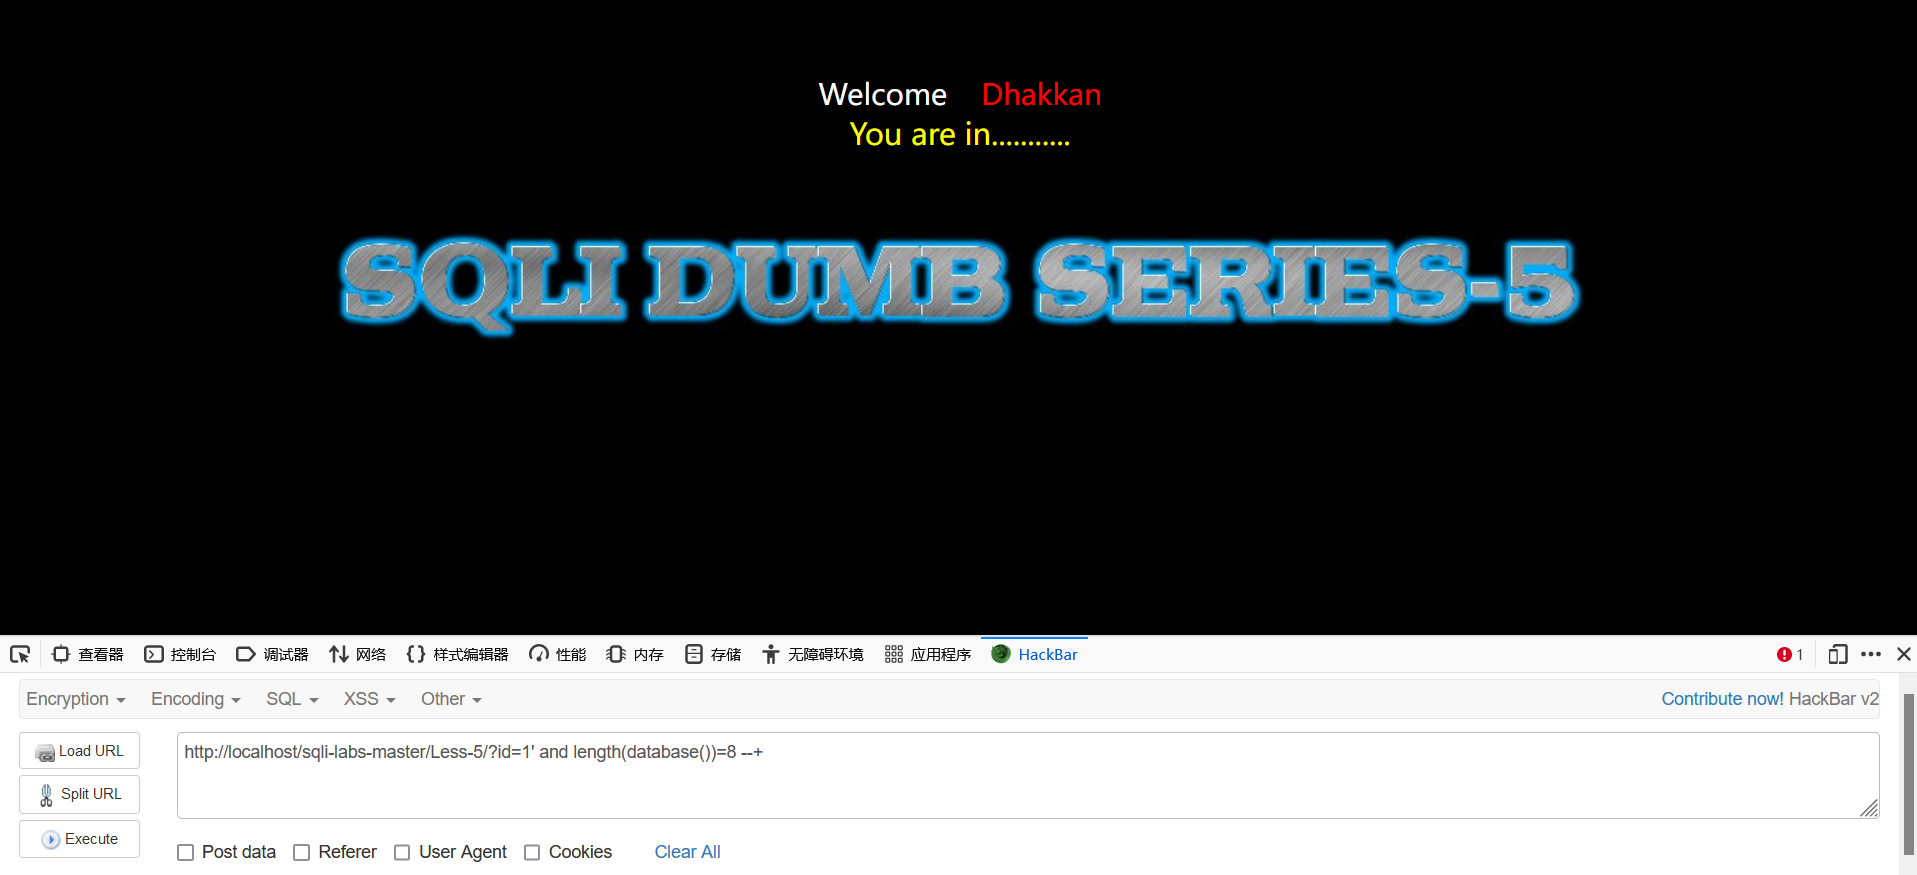 Welcome Dhakkan
You are in...........
SQLI DUMB SERIES-5
查看器 控制台 调试器 网络 样式编辑器 性能 内存 存储 无障碍环境 应用程序 HackBar 1
Encryption Encoding SQL XSS Other Contribute now! HackBar v2
Load URL
http://localhost/sqli-labs-master/Less-5/?id=1' and length(database())=8 --+
Split URL
Execute
Post data Referer User Agent Cookies Clear All